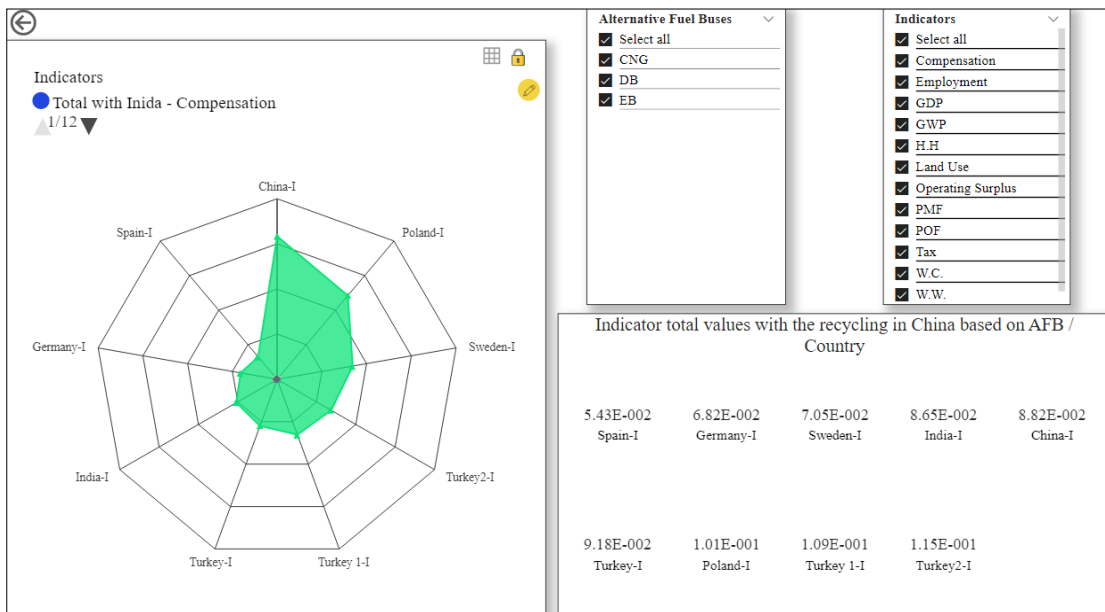 Indicators
Total with Inida - Compensation
1/12
China-I
Spain-I
Poland-I
Germany-I
Sweden-I
India-I
Turkey2-I
Turkey-I
Turkey 1-I
Alternative Fuel Buses
Select all
CNG
DB
EB
Indicators
Select all
Compensation
Employment
GDP
GWP
H.H
Land Use
Operating Surplus
PMF
POF
Tax
W.C.
W.W.
Indicator total values with the recycling in China based on AFB /
Country
5.43E-002 6.82E-002 7.05E-002 8.65E-002 8.82E-002
Spain-I Germany-I Sweden-I India-I China-I
9.18E-002 1.01E-001 1.09E-001 1.15E-001
Turkey-I Poland-I Turkey 1-I Turkey2-I